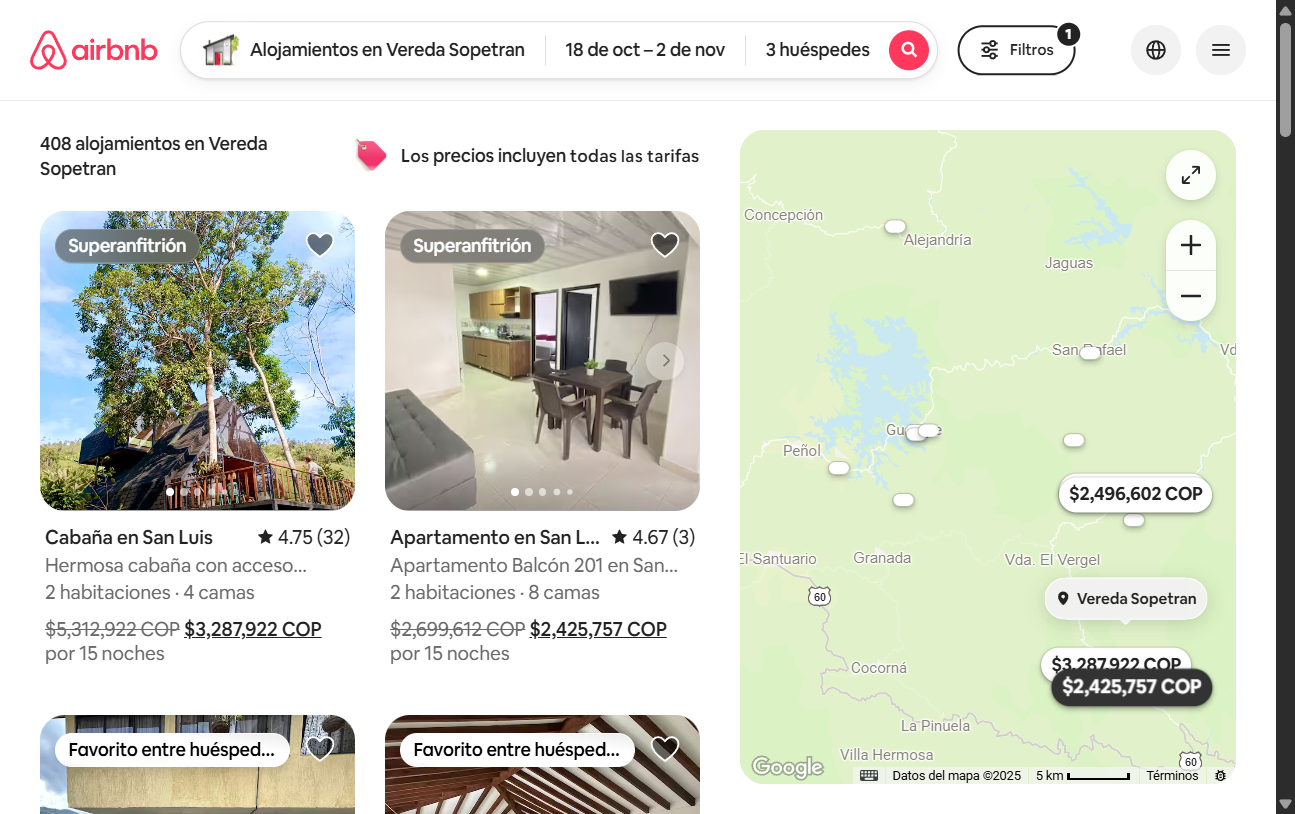 airbnb
Alojamientos en Vereda Sopetran
18 de oct – 2 de nov
3 huéspedes
Filtros
1
408 alojamientos en Vereda
Sopetran
Los precios incluyen todas las tarifas
Superanfitrión
Cabaña en San Luis
4.75 (32)
Hermosa cabaña con acceso...
2 habitaciones · 4 camas
$5,312,922 COP $3,287,922 COP
por 15 noches
Superanfitrión
Apartamento en San L...
4.67 (3)
Apartamento Balcón 201 en San...
2 habitaciones · 8 camas
$2,699,612 COP $2,425,757 COP
por 15 noches
Favorito entre huésped...
Favorito entre huésped...
Concepción
Alejandría
Jaguas
San Rafael
Vd
Peñol
$2,496,602 COP
El Santuario
Granada
Vda. El Vergel
60
Vereda Sopetran
$3,287,922 COP
$2,425,757 COP
Cocorná
La Pinuela
Villa Hermosa
60
Google
Datos del mapa ©2025
5 km
Términos